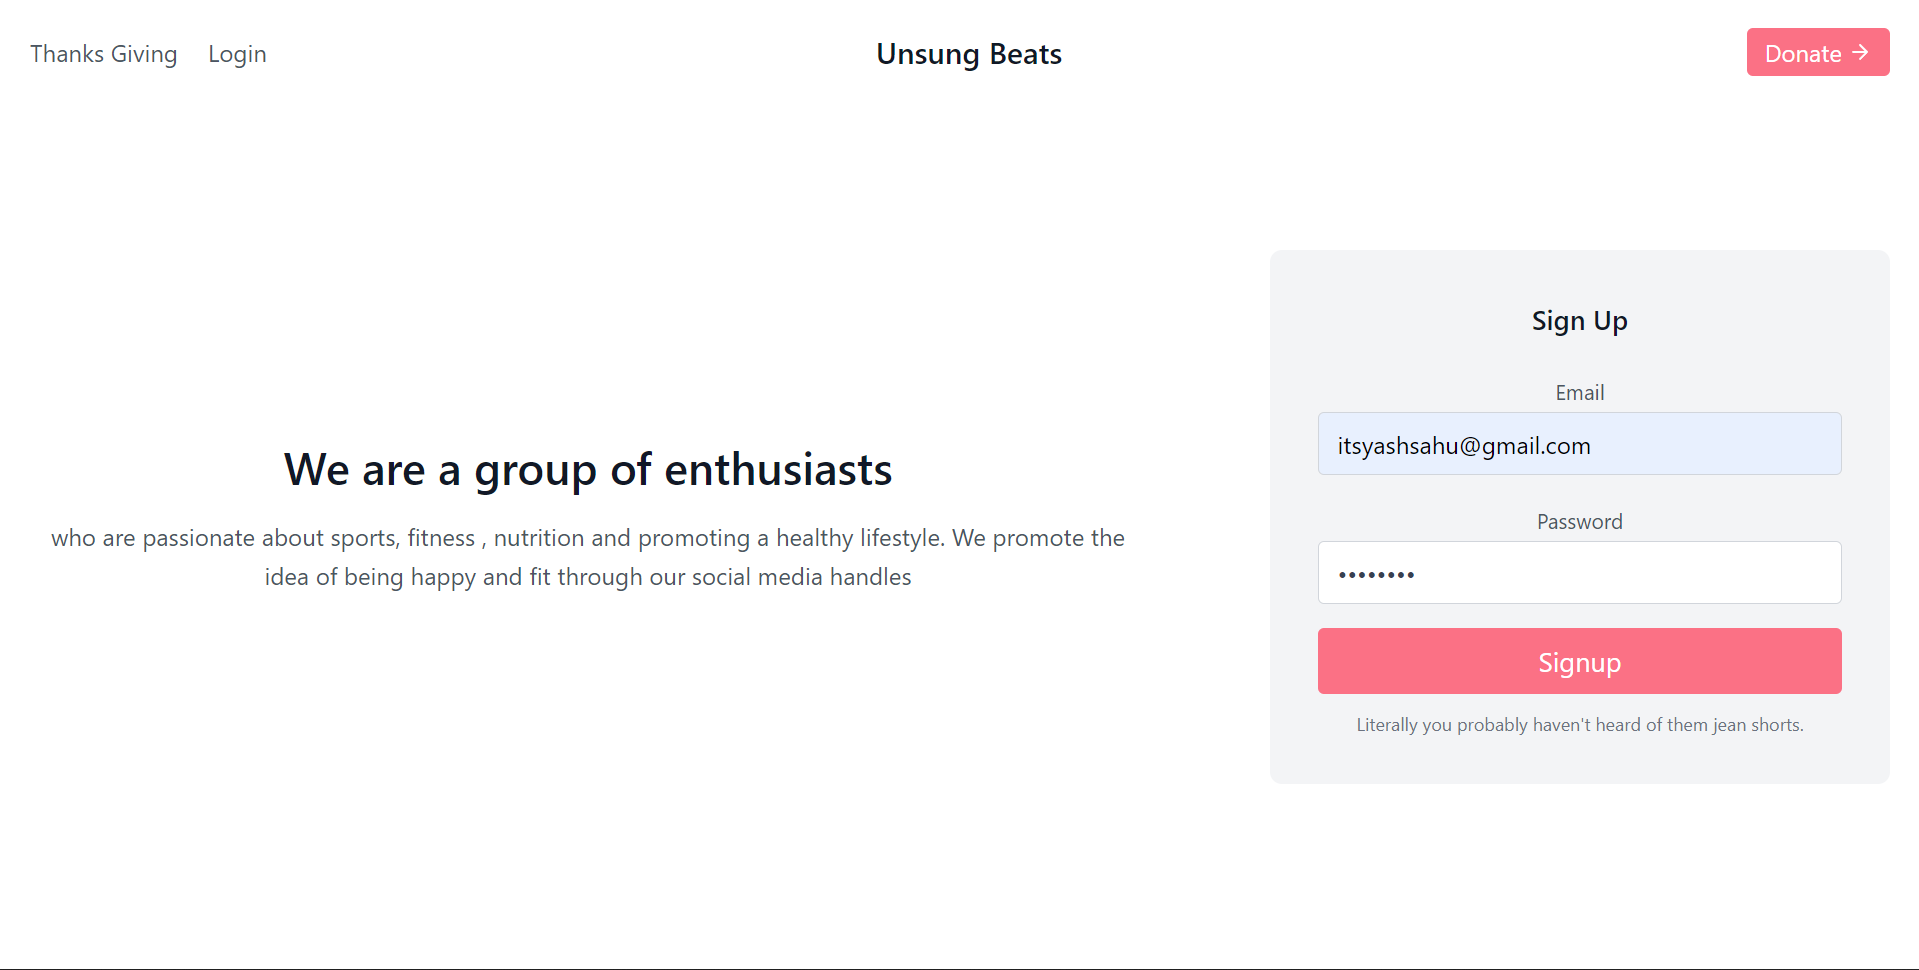 Thanks Giving
Login
Unsung Beats
Donate →
We are a group of enthusiasts
who are passionate about sports, fitness , nutrition and promoting a healthy lifestyle. We promote the
idea of being happy and fit through our social media handles
Sign Up
Email
itsyashsahu@gmail.com
Password
••••••••
Signup
Literally you probably haven't heard of them jean shorts.